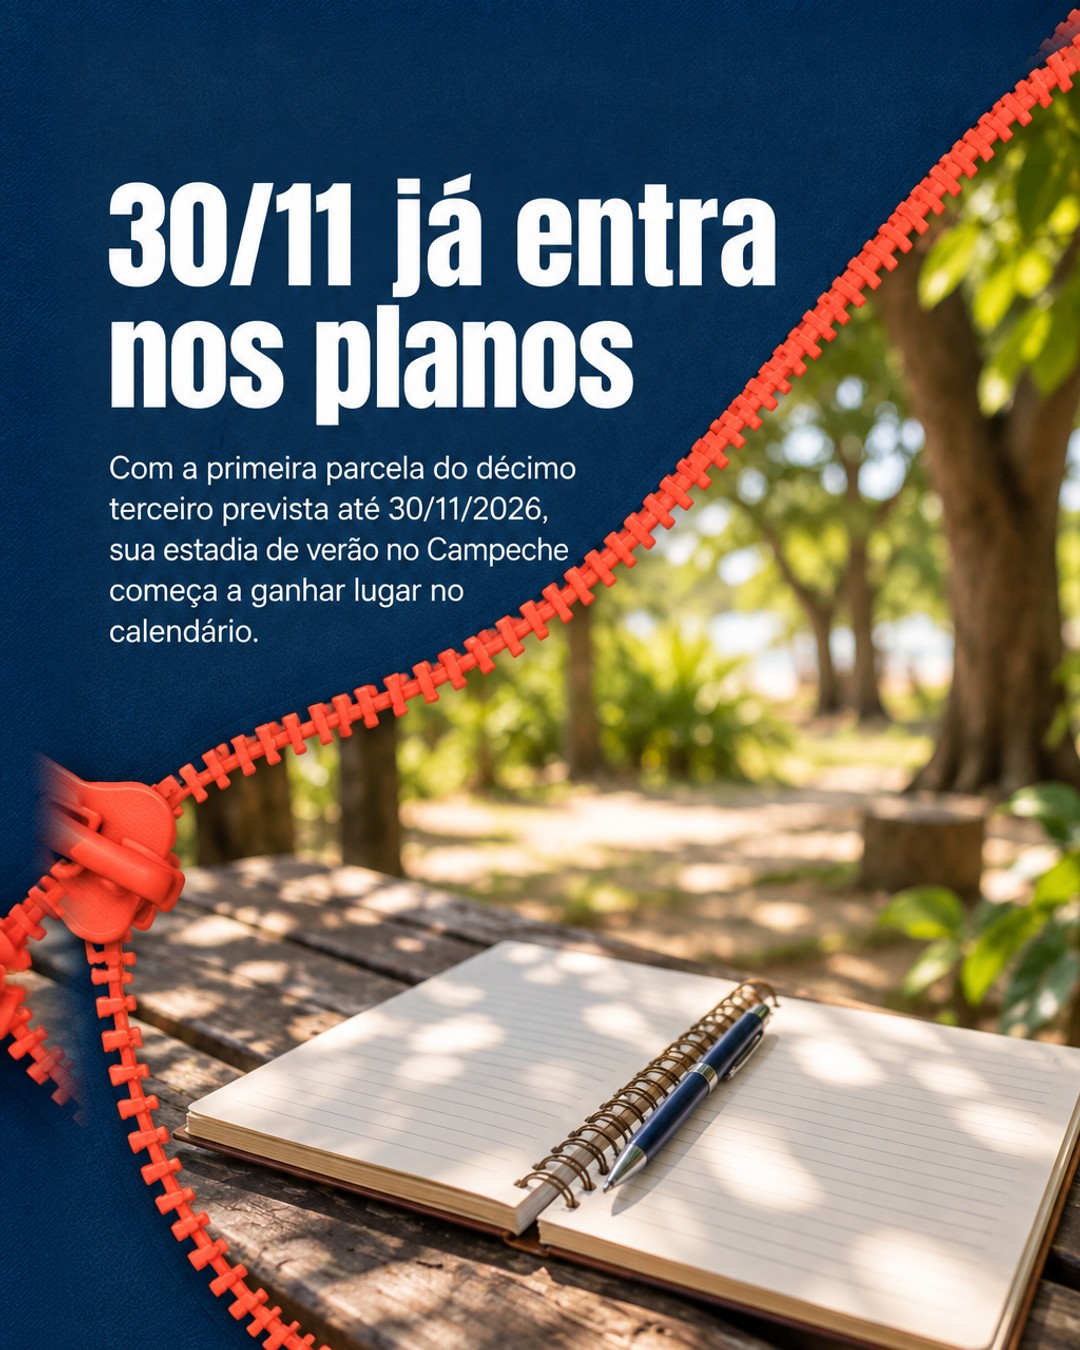 30/11 já entra
nos planos
Com a primeira parcela do décimo
terceiro prevista até 30/11/2026,
sua estadia de verão no Campeche
começa a ganhar lugar no
calendário.